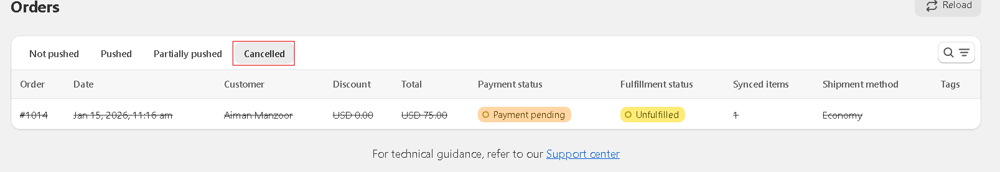 Orders
Reload
Not pushed Pushed Partially pushed Cancelled
Order Date Customer Discount Total Payment status Fulfillment status Synced items Shipment method Tags
#1014 Jan 15, 2026, 11:16 am Aiman Manzoor USD 0.00 USD 75.00 Payment pending Unfulfilled 1 Economy
For technical guidance, refer to our Support center